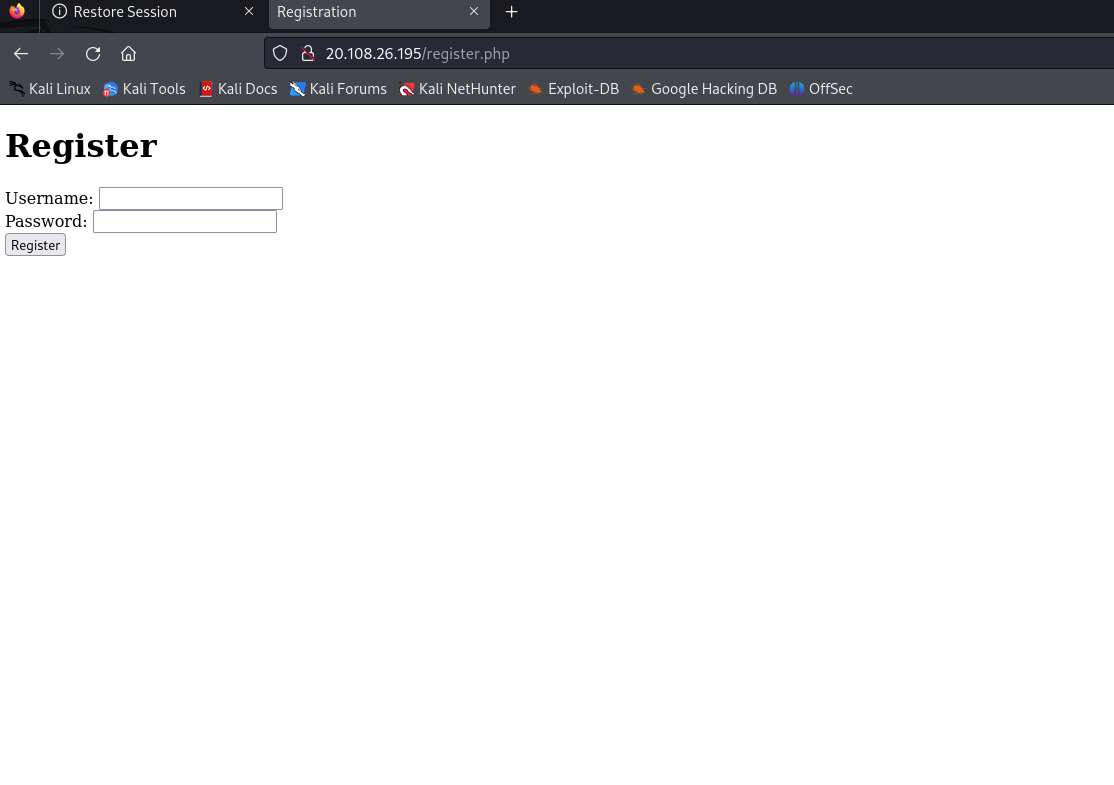 Restore Session
Registration
20.108.26.195/register.php
Kali Linux Kali Tools Kali Docs Kali Forums Kali NetHunter Exploit-DB Google Hacking DB OffSec
Register
Username:
Password:
Register